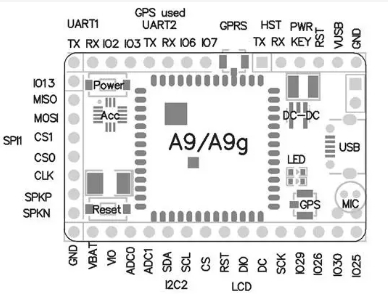 UART1 GPS used UART2 GPRS HST PWR KEY RST VUSB GND
TX RX IO2 IO3 TX RX IO6 IO7 TX RX
IO13 Power
MISO Acc
MOSI DC-DC
SPI1 CS1 A9/A9g USB
CS0 LED
CLK
SPKP MIC
SPKN Reset GPS
GND VBAT VIO ADC0 ADC1 SDA SCL CS RST DIO DC SCK IO29 IO26 IO30 IO25
I2C2 LCD